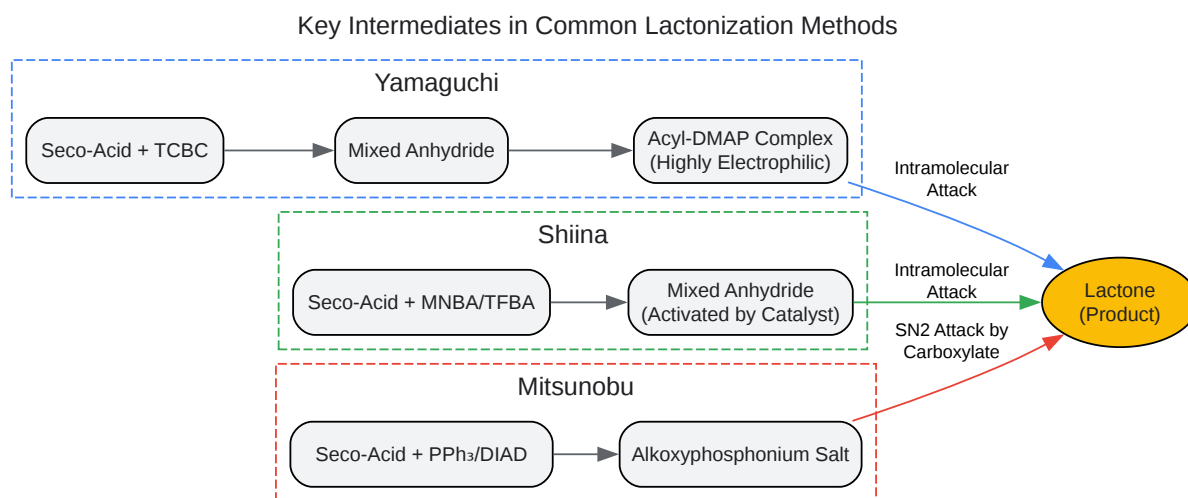 Key Intermediates in Common Lactonization Methods
Yamaguchi
Seco-Acid + TCBC
Mixed Anhydride
Acyl-DMAP Complex
(Highly Electrophilic)
Intramolecular
Attack
Shiina
Seco-Acid + MNBA/TFBA
Mixed Anhydride
(Activated by Catalyst)
Intramolecular
Attack
Lactone
(Product)
SN2 Attack by
Carboxylate
Mitsunobu
Seco-Acid + PPh₃/DIAD
Alkoxyphosphonium Salt